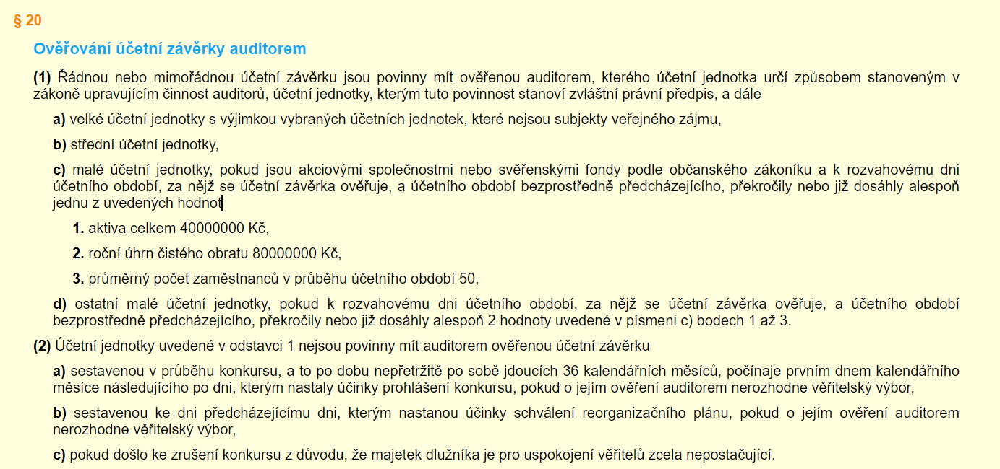 § 20
Ověřování účetní závěrky auditorem
(1) Řádnou nebo mimořádnou účetní závěrku jsou povinny mít ověřenou auditorem, kterého účetní jednotka určí způsobem stanoveným v
zákoně upravujícím činnost auditorů, účetní jednotky, kterým tuto povinnost stanoví zvláštní právní předpis, a dále
a) velké účetní jednotky s výjimkou vybraných účetních jednotek, které nejsou subjekty veřejného zájmu,
b) střední účetní jednotky,
c) malé účetní jednotky, pokud jsou akciovými společnostmi nebo svěřenskými fondy podle občanského zákoníku a k rozvahovému dni
účetního období, za nějž se účetní závěrka ověřuje, a účetního období bezprostředně předcházejícího, překročily nebo již dosáhly alespoň
jednu z uvedených hodnot
1. aktiva celkem 40000000 Kč,
2. roční úhrn čistého obratu 80000000 Kč,
3. průměrný počet zaměstnanců v průběhu účetního období 50,
d) ostatní malé účetní jednotky, pokud k rozvahovému dni účetního období, za nějž se účetní závěrka ověřuje, a účetního období
bezprostředně předcházejícího, překročily nebo již dosáhly alespoň 2 hodnoty uvedené v písmeni c) bodech 1 až 3.
(2) Účetní jednotky uvedené v odstavci 1 nejsou povinny mít auditorem ověřenou účetní závěrku
a) sestavenou v průběhu konkursu, a to po dobu nepřetržitě po sobě jdoucích 36 kalendářních měsíců, počínaje prvním dnem kalendářního
měsíce následujícího po dni, kterým nastaly účinky prohlášení konkursu, pokud o jejím ověření auditorem nerozhodne věřitelský výbor,
b) sestavenou ke dni předcházejícímu dni, kterým nastanou účinky schválení reorganizačního plánu, pokud o jejím ověření auditorem
nerozhodne věřitelský výbor,
c) pokud došlo ke zrušení konkursu z důvodu, že majetek dlužníka je pro uspokojení věřitelů zcela nepostačující.